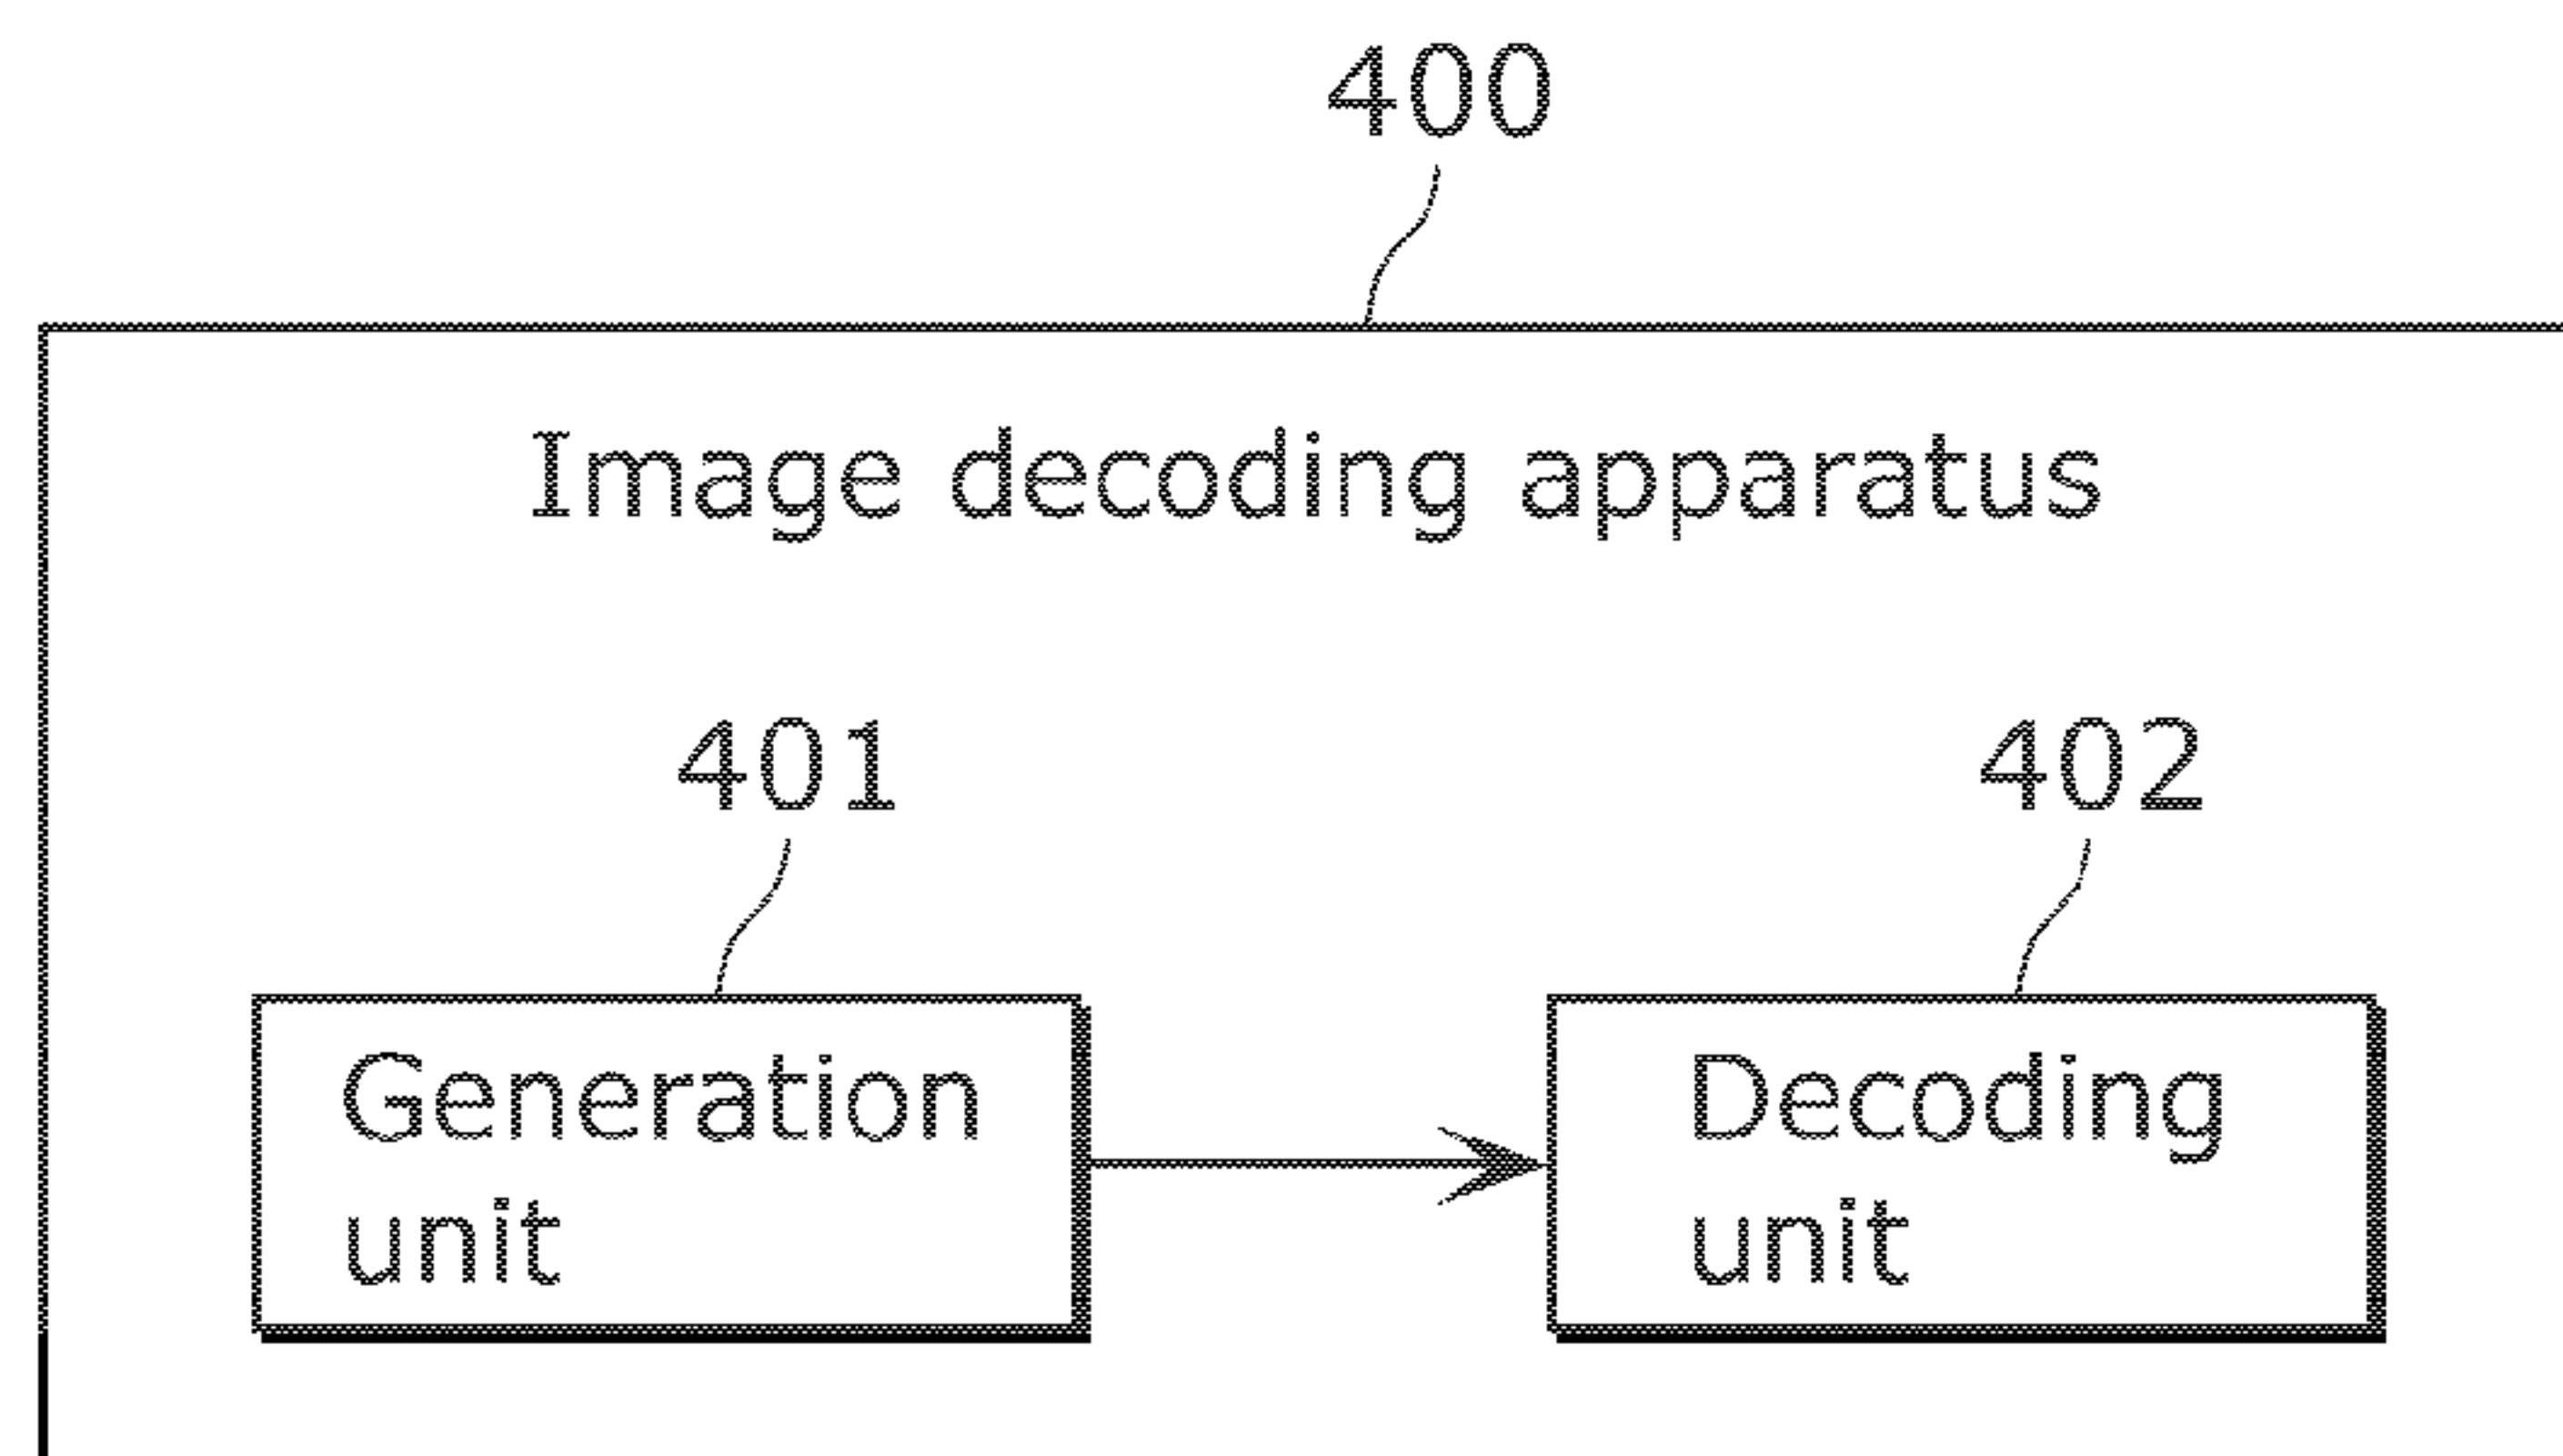 400
Image decoding apparatus
401
402
Generation
unit
Decoding
unit